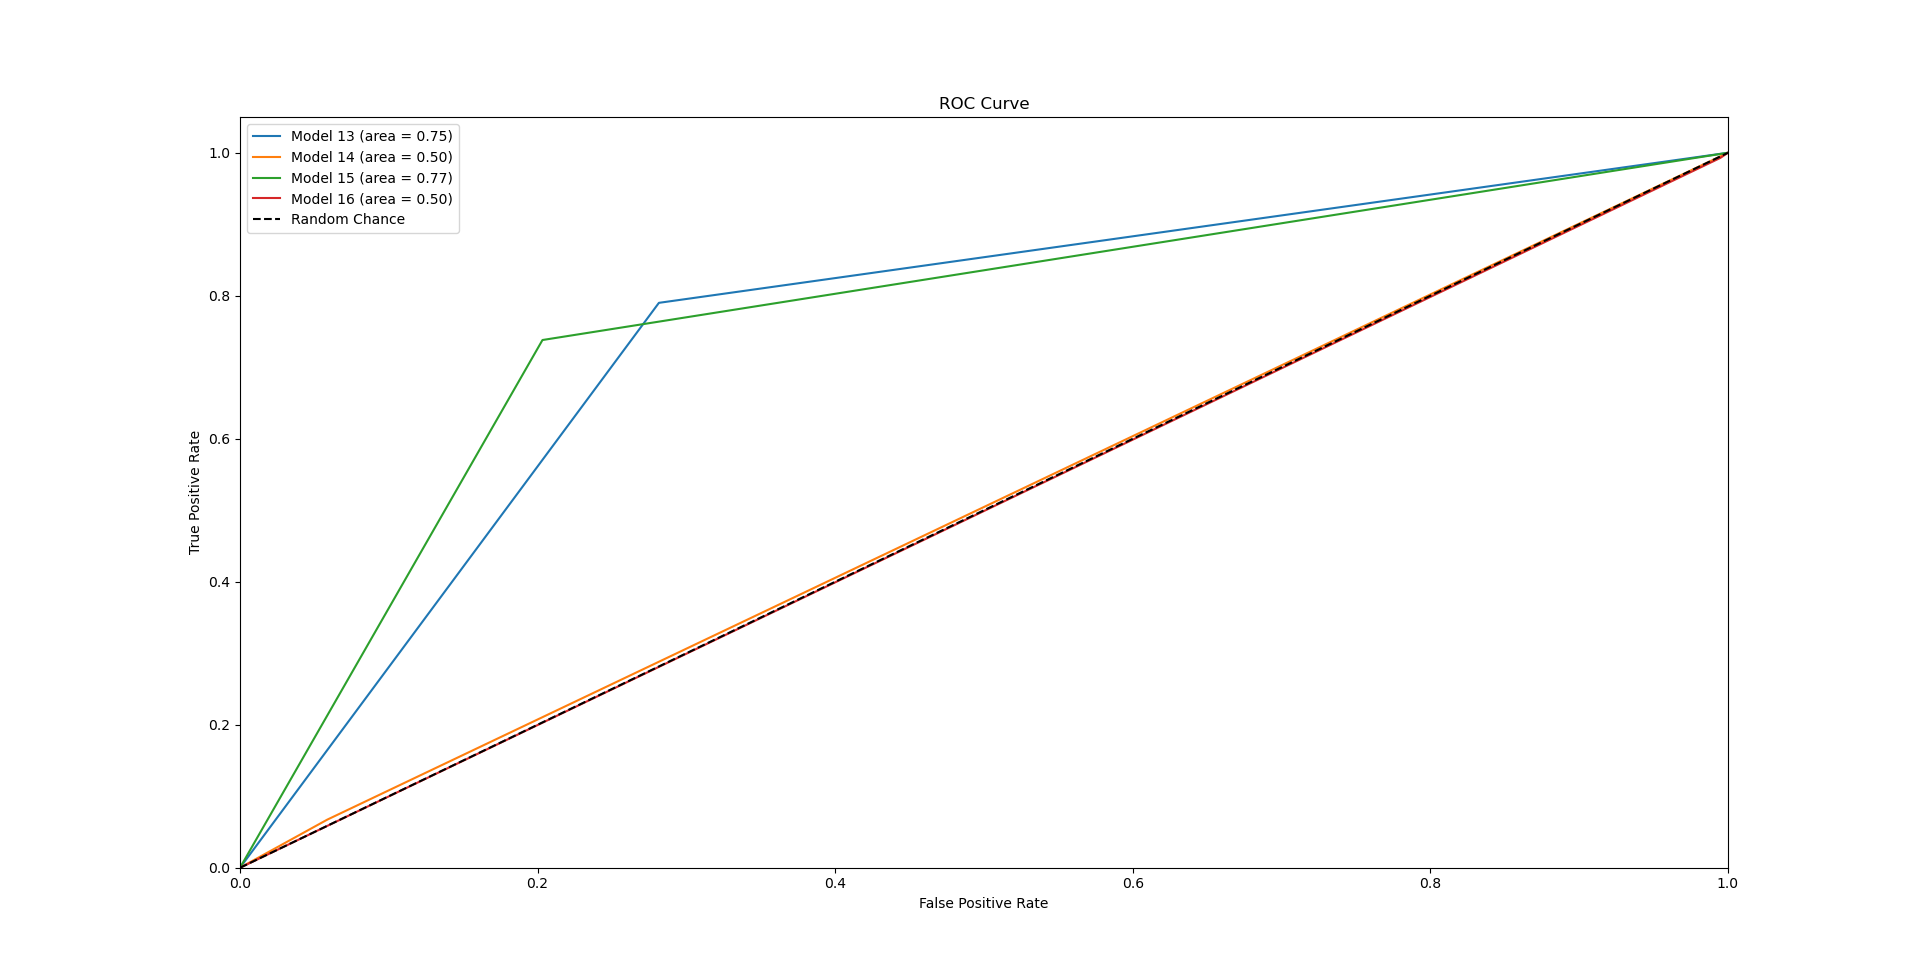 ROC Curve
Model 13 (area = 0.75)
Model 14 (area = 0.50)
Model 15 (area = 0.77)
Model 16 (area = 0.50)
Random Chance
1.0
0.8
0.6
0.4
0.2
0.0
True Positive Rate
0.0 0.2 0.4 0.6 0.8 1.0
False Positive Rate